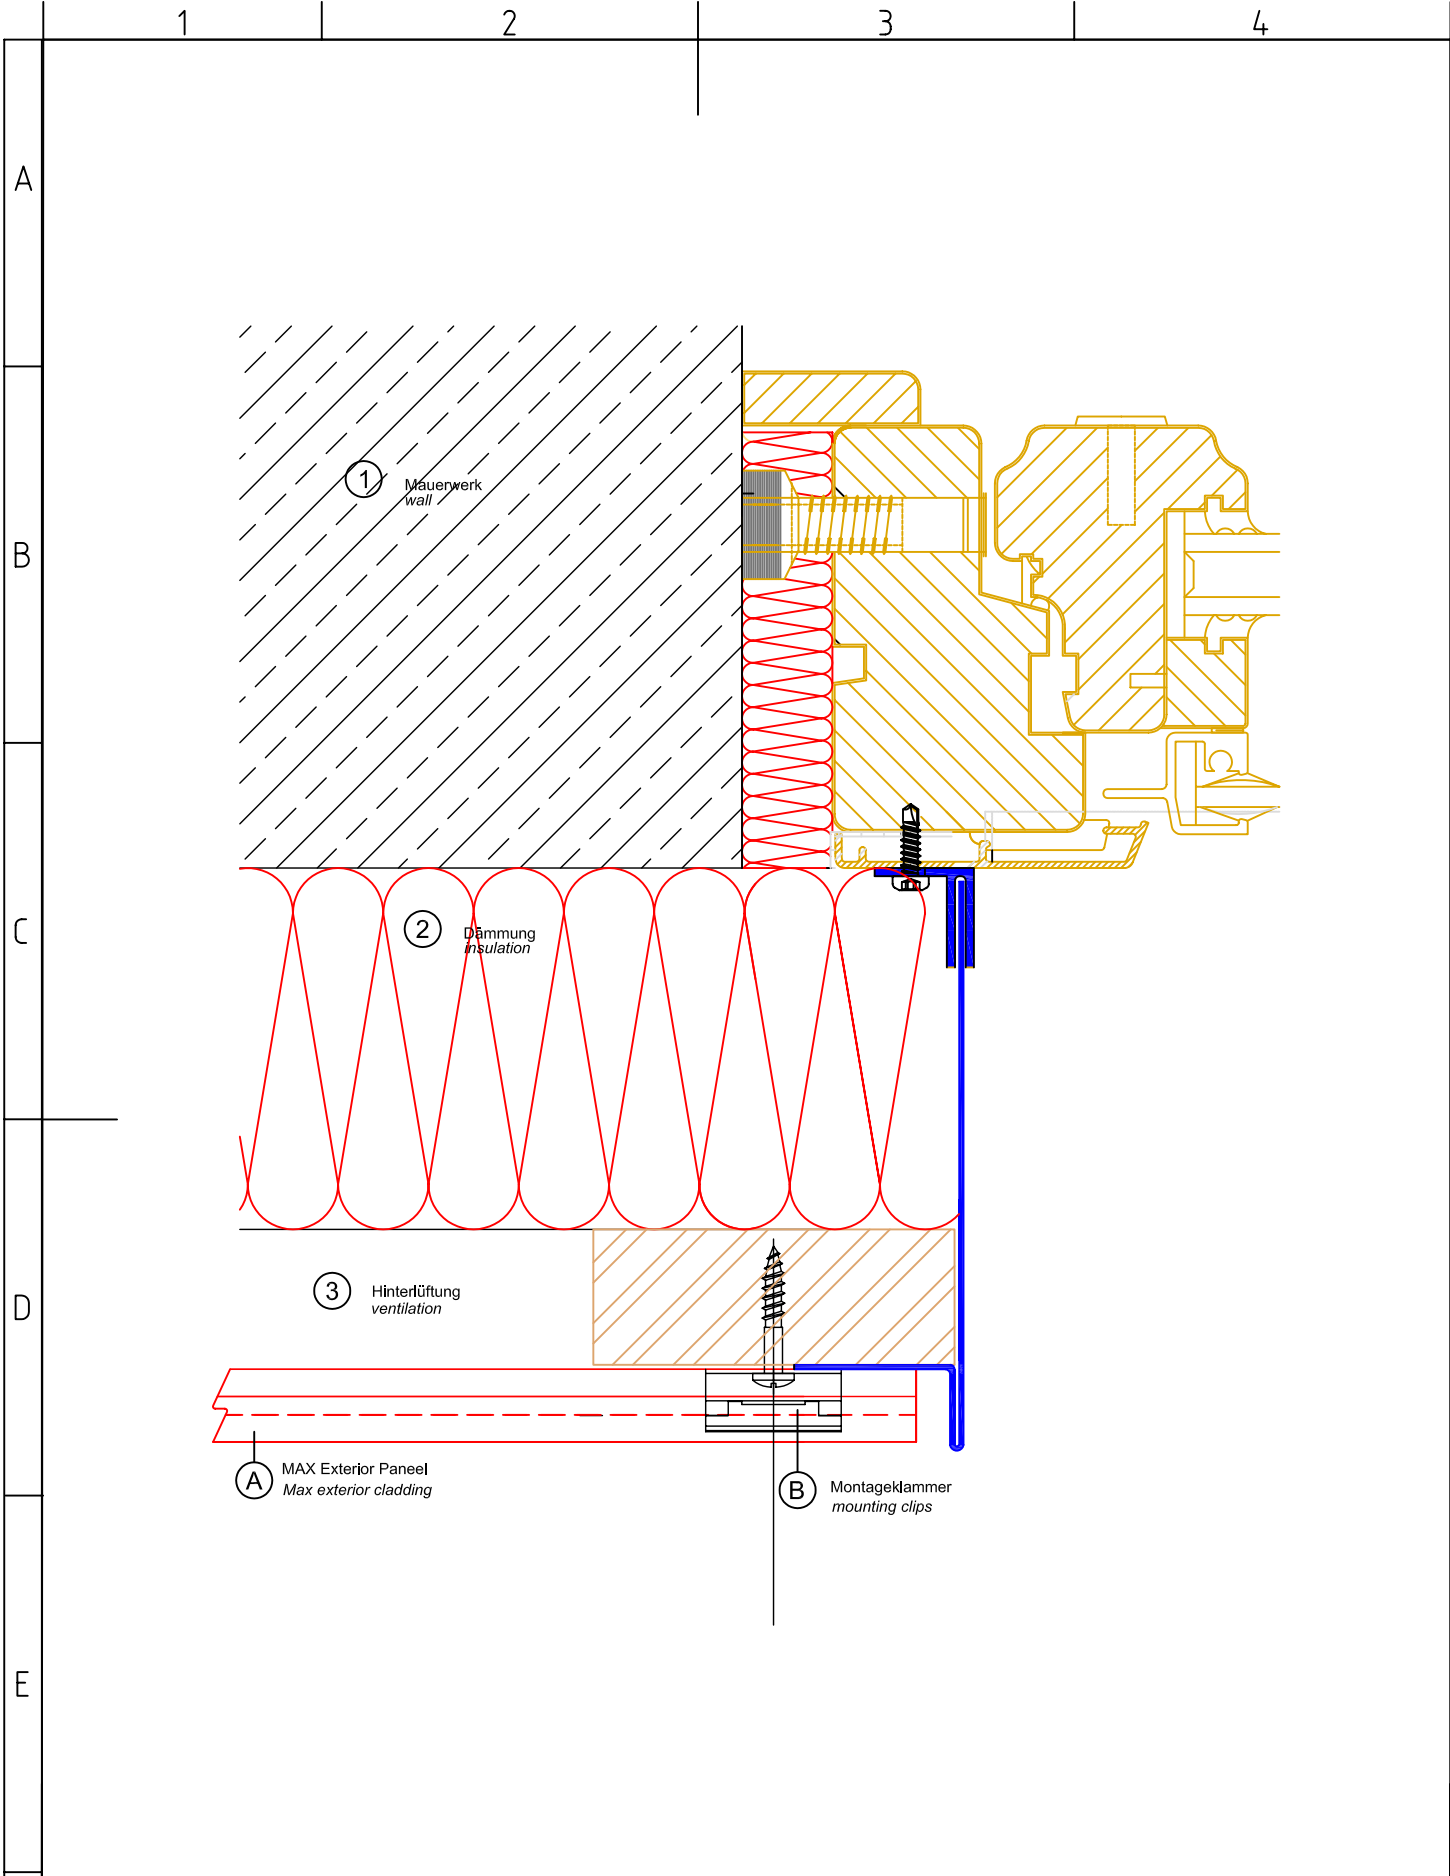 1 2 3 4
A
B
C
D
E
1 Mauerwerk
wall
2 Dämmung
insulation
3 Hinterlüftung
ventilation
A MAX Exterior Paneel
Max exterior cladding
B Montageklammer
mounting clips